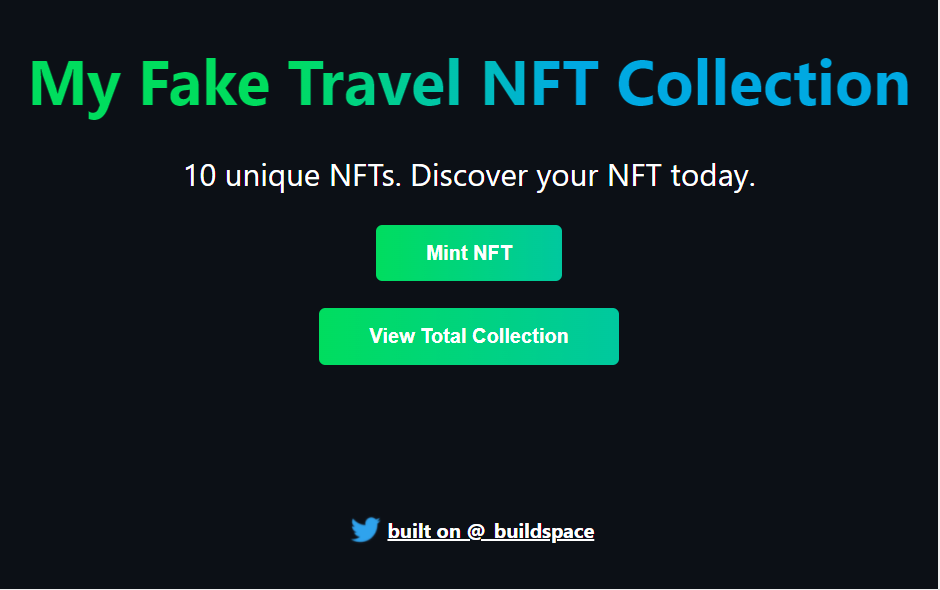 My Fake Travel NFT Collection
10 unique NFTs. Discover your NFT today.
Mint NFT
View Total Collection
built on @_buildspace